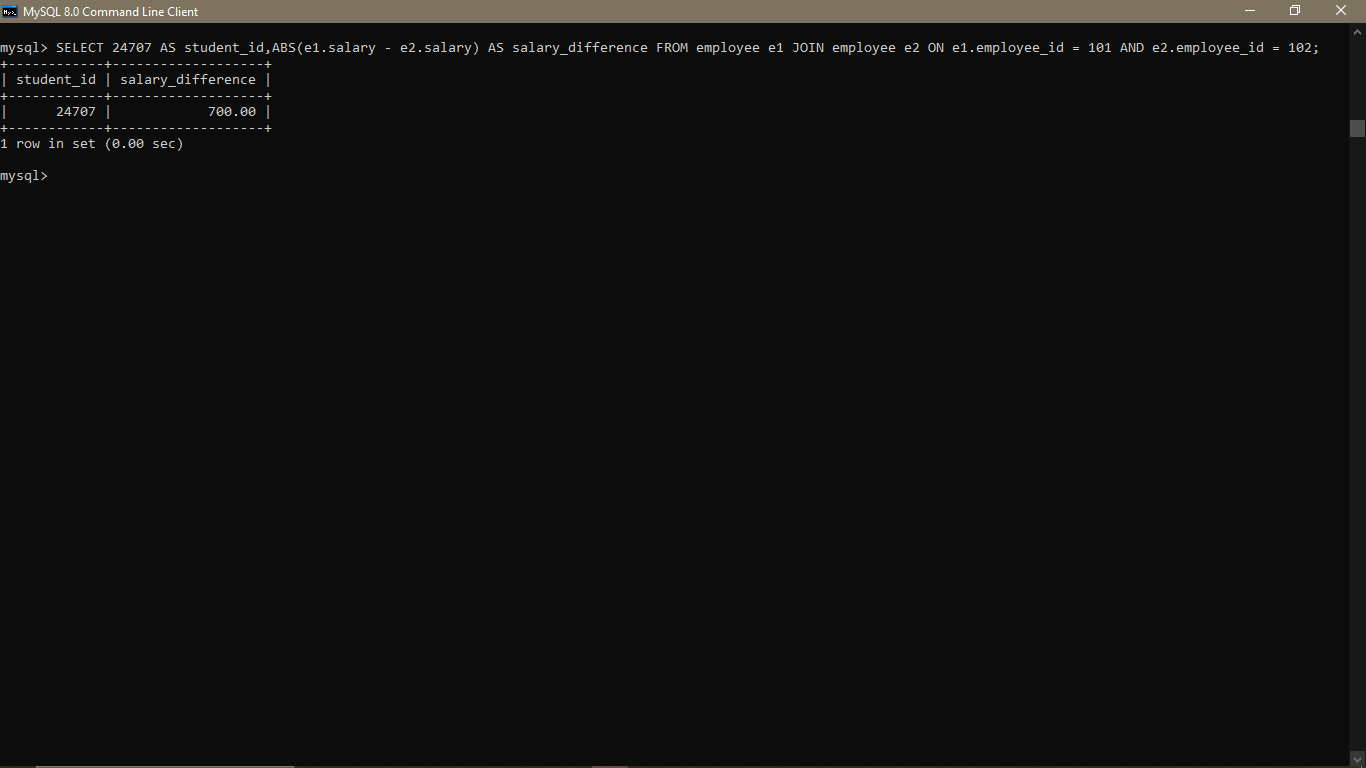 MySQL 8.0 Command Line Client
mysql> SELECT 24707 AS student_id,ABS(e1.salary - e2.salary) AS salary_difference FROM employee e1 JOIN employee e2 ON e1.employee_id = 101 AND e2.employee_id = 102;
+------------+-------------------+
| student_id | salary_difference |
+------------+-------------------+
|      24707 |            700.00 |
+------------+-------------------+
1 row in set (0.00 sec)
mysql>